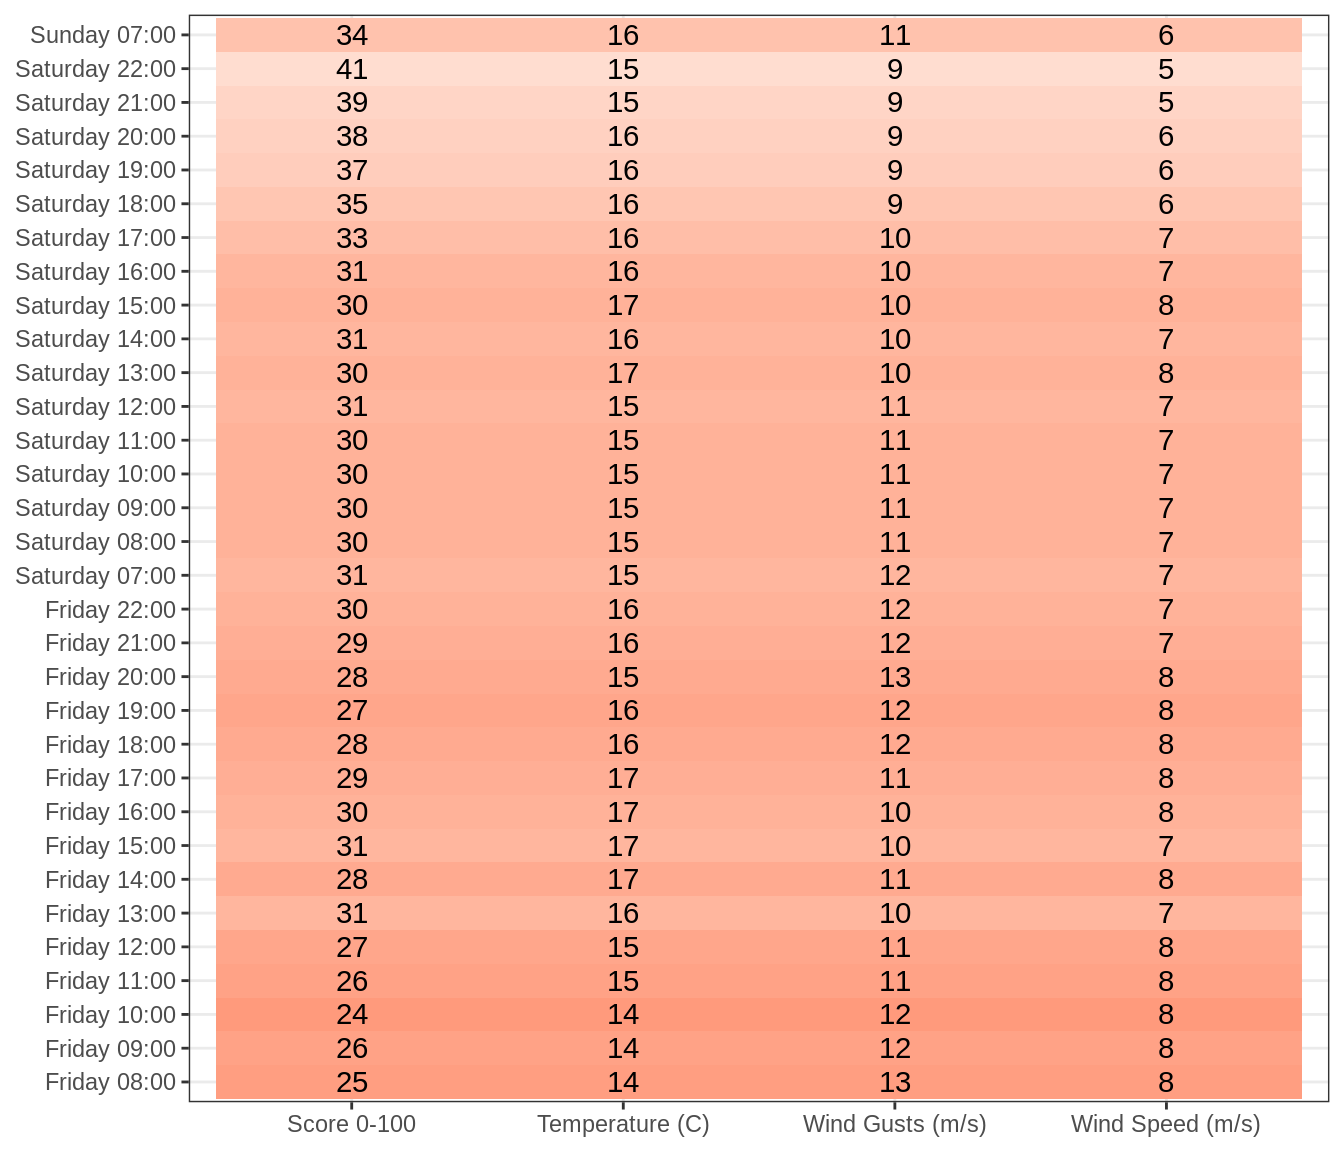 Sunday 07:00 34 16 11 6
Saturday 22:00 41 15 9 5
Saturday 21:00 39 15 9 5
Saturday 20:00 38 16 9 6
Saturday 19:00 37 16 9 6
Saturday 18:00 35 16 9 6
Saturday 17:00 33 16 10 7
Saturday 16:00 31 16 10 7
Saturday 15:00 30 17 10 8
Saturday 14:00 31 16 10 7
Saturday 13:00 30 17 10 8
Saturday 12:00 31 15 11 7
Saturday 11:00 30 15 11 7
Saturday 10:00 30 15 11 7
Saturday 09:00 30 15 11 7
Saturday 08:00 30 15 11 7
Saturday 07:00 31 15 12 7
Friday 22:00 30 16 12 7
Friday 21:00 29 16 12 7
Friday 20:00 28 15 13 8
Friday 19:00 27 16 12 8
Friday 18:00 28 16 12 8
Friday 17:00 29 17 11 8
Friday 16:00 30 17 10 8
Friday 15:00 31 17 10 7
Friday 14:00 28 17 11 8
Friday 13:00 31 16 10 7
Friday 12:00 27 15 11 8
Friday 11:00 26 15 11 8
Friday 10:00 24 14 12 8
Friday 09:00 26 14 12 8
Friday 08:00 25 14 13 8
Score 0-100 Temperature (C) Wind Gusts (m/s) Wind Speed (m/s)